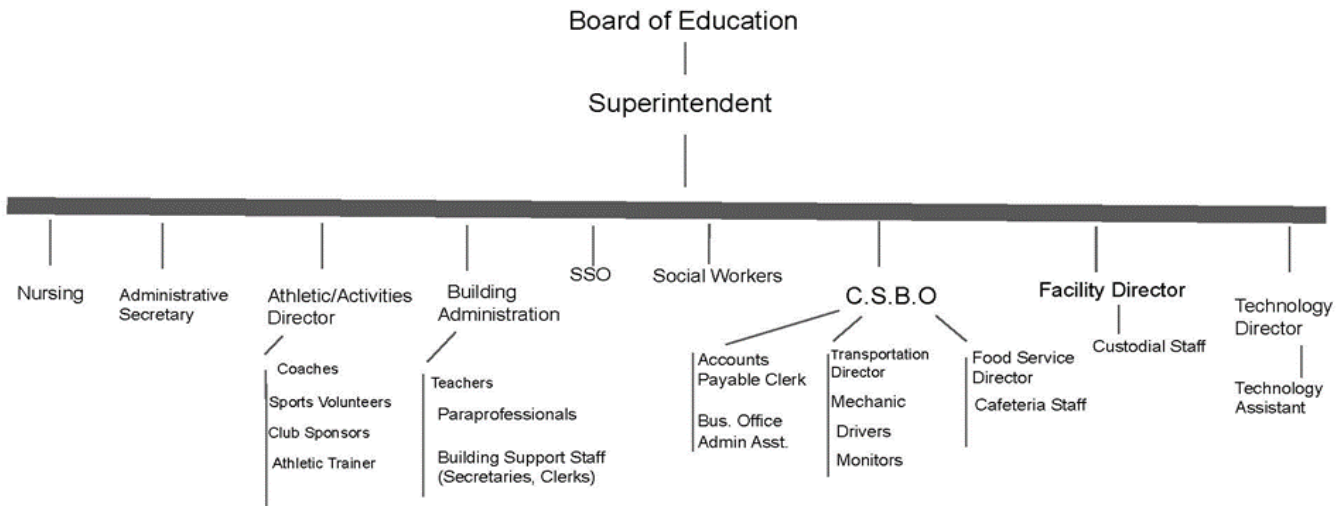 Board of Education
Superintendent
Nursing
Administrative
Secretary
Athletic/Activities
Director
Coaches
Sports Volunteers
Club Sponsors
Athletic Trainer
Building
Administration
Teachers
Paraprofessionals
Building Support Staff
(Secretaries, Clerks)
SSO
Social Workers
C.S.B.O
Accounts
Payable Clerk
Bus. Office
Admin Asst.
Transportation
Director
Mechanic
Drivers
Monitors
Food Service
Director
Cafeteria Staff
Facility Director
Custodial Staff
Technology
Director
Technology
Assistant